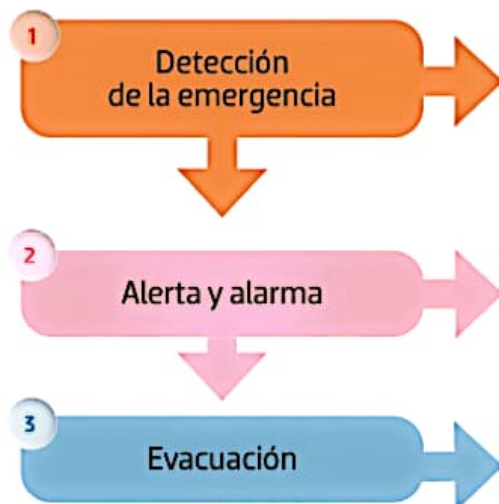 1
Detección
de la emergencia
2
Alerta y alarma
3
Evacuación